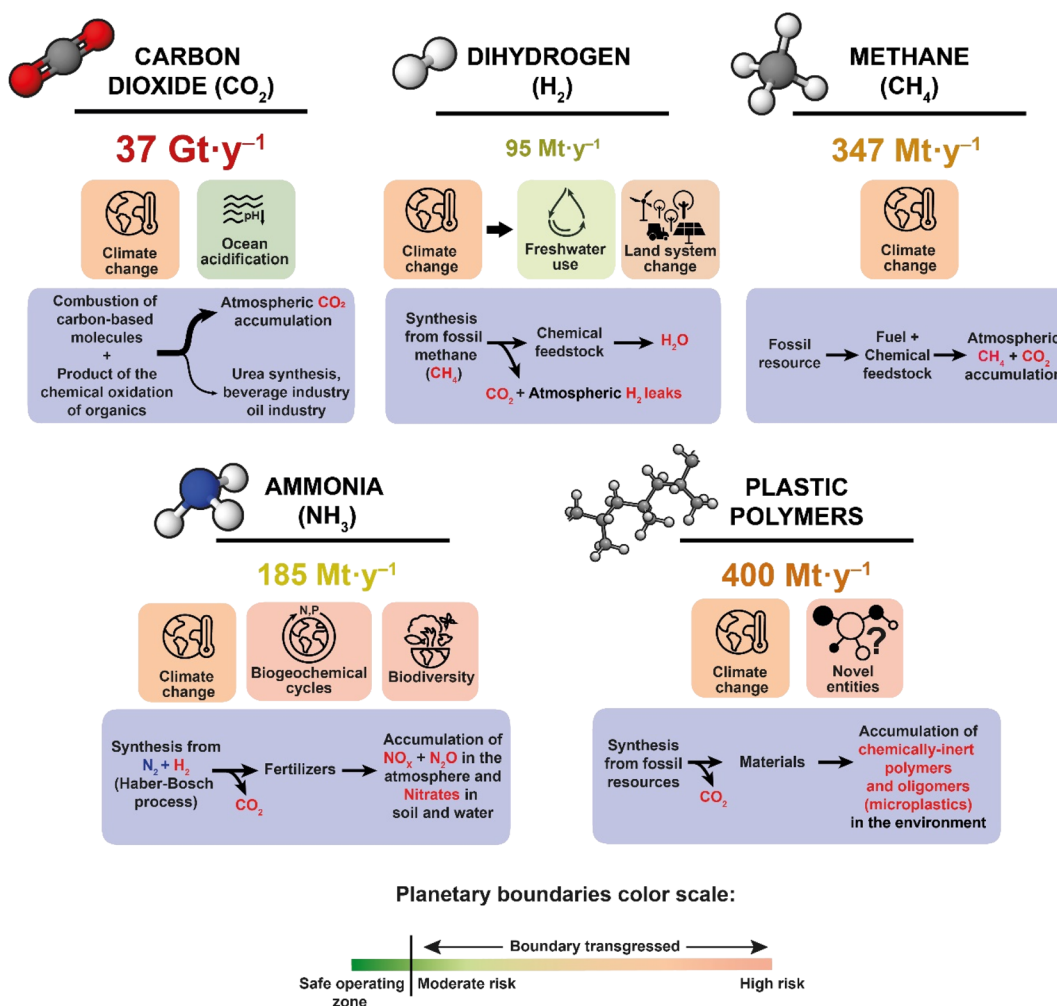 CARBON
DIOXIDE (CO₂)
37 Gt·y⁻¹
Climate
change
pH
Ocean
acidification
Combustion of
carbon-based
molecules
+
Product of the
chemical oxidation
of organics
Atmospheric CO₂
accumulation
Urea synthesis,
beverage industry
oil industry
DIHYDROGEN
(H₂)
95 Mt·y⁻¹
Climate
change
Freshwater
use
Land system
change
Synthesis
from fossil
methane
(CH₄)
Chemical
feedstock
H₂O
CO₂ + Atmospheric H₂ leaks
METHANE
(CH₄)
347 Mt·y⁻¹
Climate
change
Fossil
resource
Fuel +
Chemical
feedstock
Atmospheric
CH₄ + CO₂
accumulation
AMMONIA
(NH₃)
185 Mt·y⁻¹
Climate
change
N,P
Biogeochemical
cycles
Biodiversity
Synthesis from
N₂ + H₂
(Haber-Bosch
process)
CO₂
Fertilizers
Accumulation of
NOₓ + N₂O in the
atmosphere and
Nitrates in
soil and water
PLASTIC
POLYMERS
400 Mt·y⁻¹
Climate
change
?
Novel
entities
Synthesis
from fossil
resources
CO₂
Materials
Accumulation of
chemically-inert
polymers
and oligomers
(microplastics)
in the environment
Planetary boundaries color scale:
Boundary transgressed
Safe operating
zone
Moderate risk
High risk